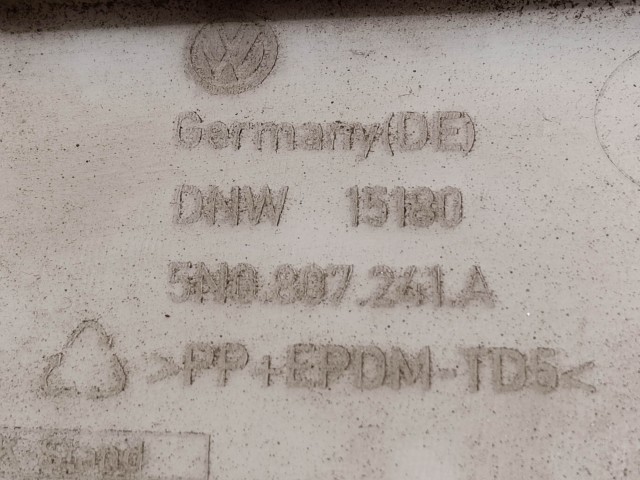 Germany(DE)
DNW 15180
5N0.807.241.A
>PP+EPDM-TD5<